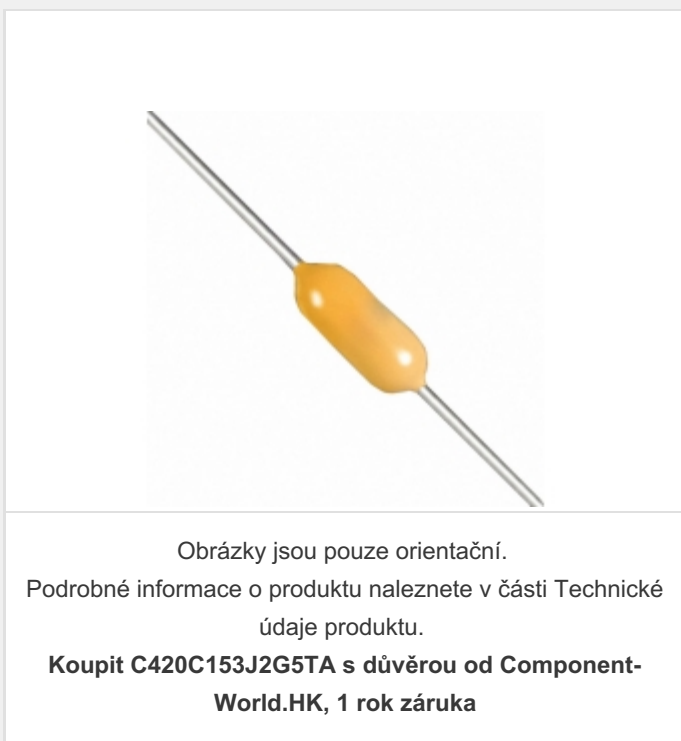 Obrázky jsou pouze orientační.
Podrobné informace o produktu naleznete v části Technické
údaje produktu.
Koupit C420C153J2G5TA s důvěrou od Component-
World.HK, 1 rok záruka